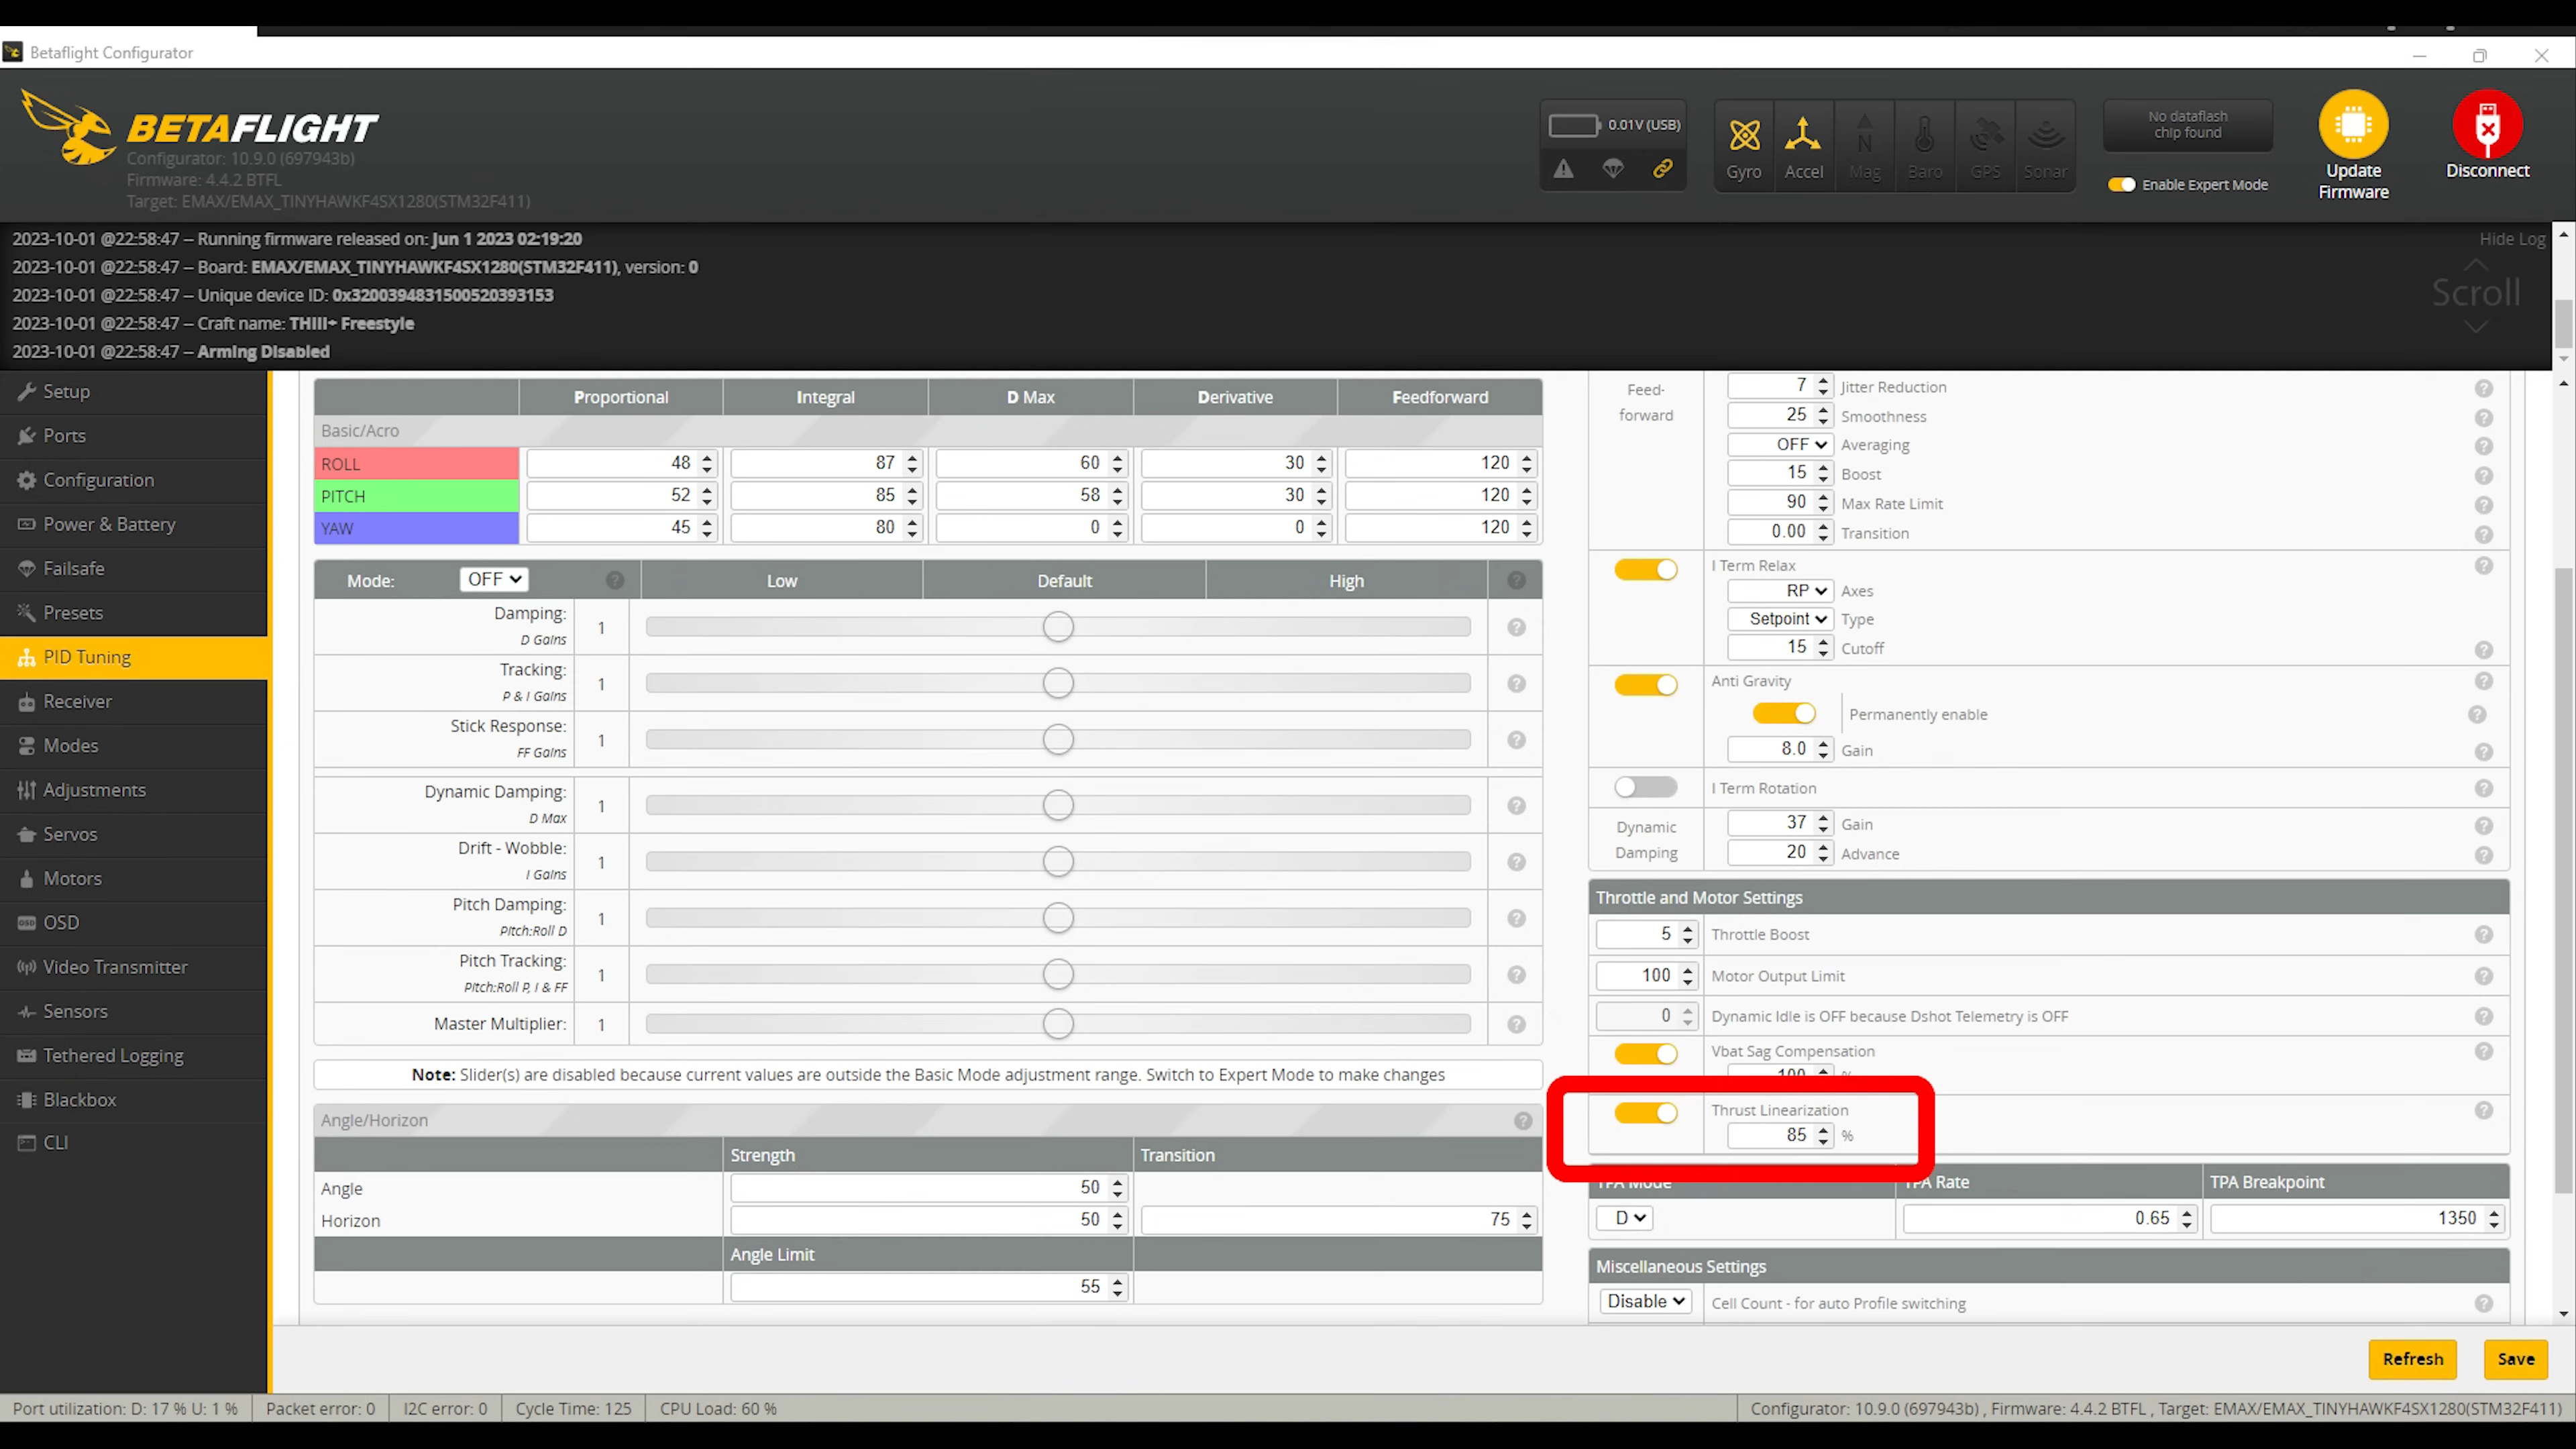 Betaflight Configurator
BETAFLIGHT
Configurator: 10.9.0 (697943b)
Firmware: 4.4.2 BTFL
Target: EMAX/EMAX_TINYHAWKF4SX1280(STM32F411)
0.01V (USB)
Gyro Accel Mag Baro GPS Sonar
No dataflash
chip found
Enable Expert Mode
Update
Firmware
Disconnect
2023-10-01 @22:58:47 – Running firmware released on: Jun 1 2023 02:19:20
2023-10-01 @22:58:47 – Board: EMAX/EMAX_TINYHAWKF4SX1280(STM32F411), version: 0
2023-10-01 @22:58:47 – Unique device ID: 0x3200394831500520393153
2023-10-01 @22:58:47 – Craft name: THIII+ Freestyle
2023-10-01 @22:58:47 – Arming Disabled
Hide Log
Scroll
Setup
Ports
Configuration
Power & Battery
Failsafe
Presets
PID Tuning
Receiver
Modes
Adjustments
Servos
Motors
OSD
Video Transmitter
Sensors
Tethered Logging
Blackbox
CLI
Proportional Integral D Max Derivative Feedforward
Basic/Acro
ROLL 48 87 60 30 120
PITCH 52 85 58 30 120
YAW 45 80 0 0 120
Mode: OFF Low Default High
Damping: 1
D Gains
Tracking: 1
P & I Gains
Stick Response: 1
FF Gains
Dynamic Damping: 1
D Max
Drift - Wobble: 1
I Gains
Pitch Damping: 1
Pitch:Roll D
Pitch Tracking: 1
Pitch:Roll P, I & FF
Master Multiplier: 1
Note: Slider(s) are disabled because current values are outside the Basic Mode adjustment range. Switch to Expert Mode to make changes
Angle/Horizon
Strength Transition
Angle 50
Horizon 50 75
Angle Limit
55
Feed-
forward
7 Jitter Reduction
25 Smoothness
OFF Averaging
15 Boost
90 Max Rate Limit
0.00 Transition
I Term Relax
RP Axes
Setpoint Type
15 Cutoff
Anti Gravity
Permanently enable
8.0 Gain
I Term Rotation
Dynamic
Damping
37 Gain
20 Advance
Throttle and Motor Settings
5 Throttle Boost
100 Motor Output Limit
0 Dynamic Idle is OFF because Dshot Telemetry is OFF
Vbat Sag Compensation
100 %
Thrust Linearization
85 %
TPA Mode TPA Rate TPA Breakpoint
D 0.65 1350
Miscellaneous Settings
Disable Cell Count - for auto Profile switching
Refresh Save
Port utilization: D: 17 % U: 1 % Packet error: 0 I2C error: 0 Cycle Time: 125 CPU Load: 60 % Configurator: 10.9.0 (697943b) , Firmware: 4.4.2 BTFL , Target: EMAX/EMAX_TINYHAWKF4SX1280(STM32F411)